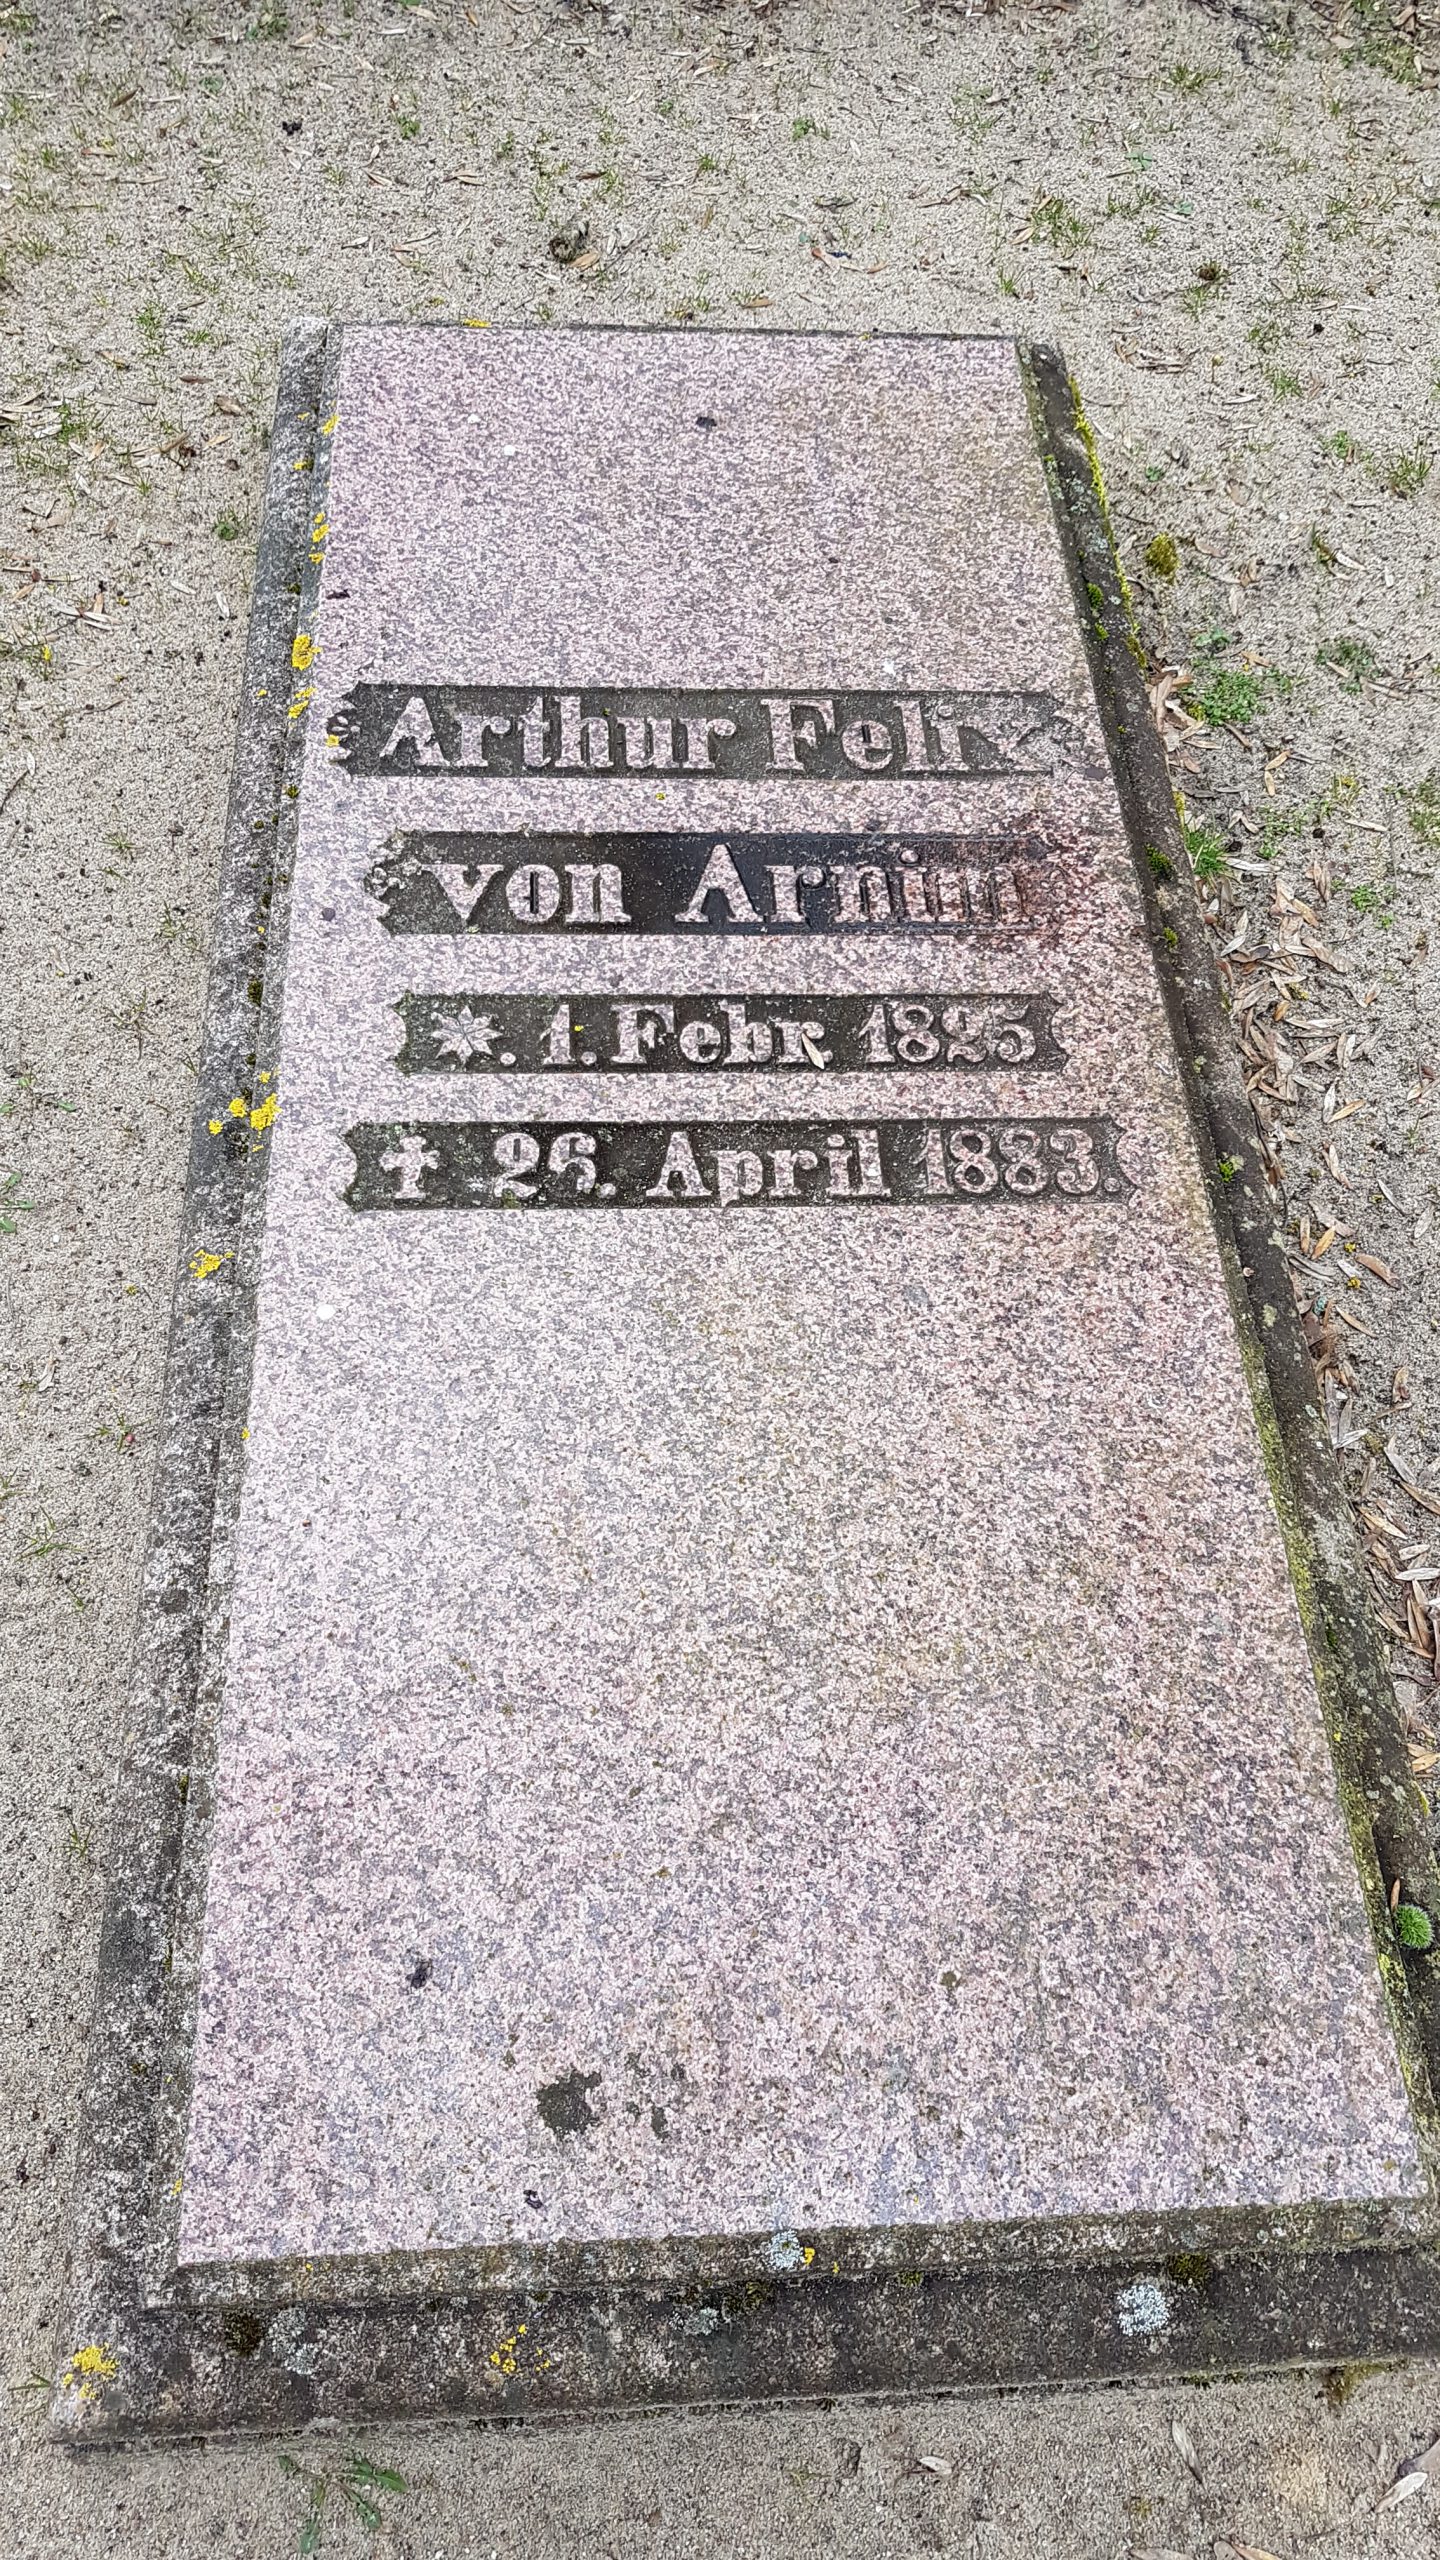 Arthur Felix
von Arnim
*. 1. Febr. 1825
† 26. April 1883.